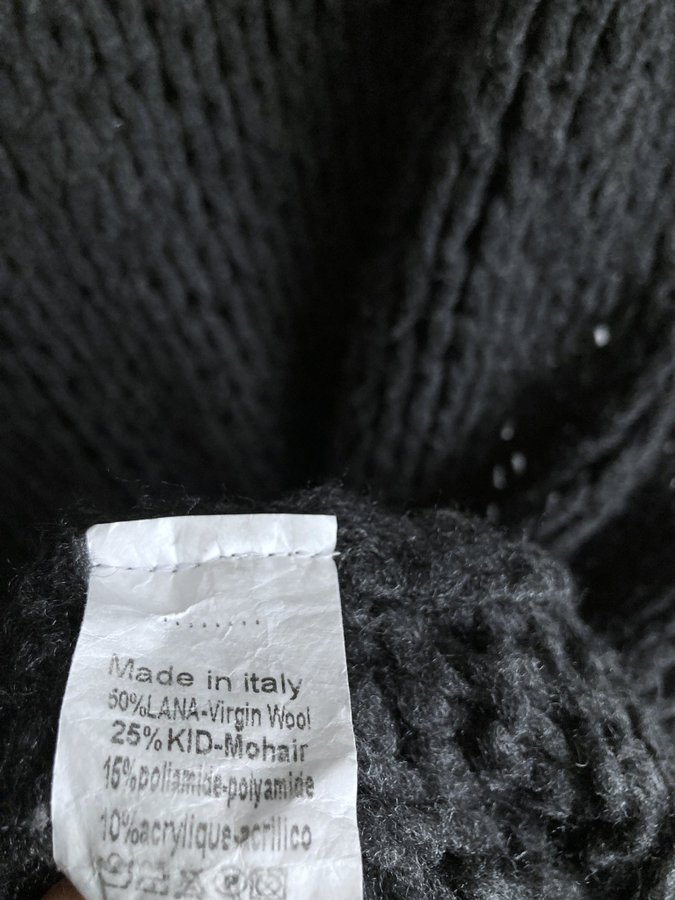 Made in italy
50%LANA-Virgin Wool
25%KID-Mohair
15%poliamide-polyamide
10%acrylique-acrilico